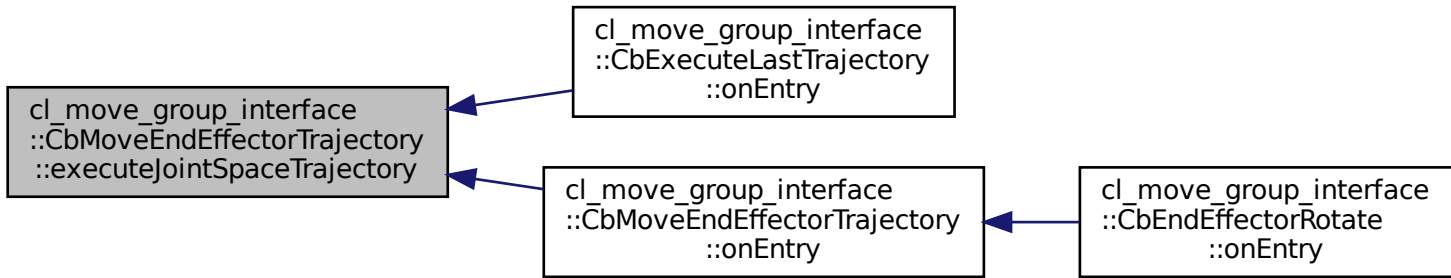 cl_move_group_interface
::CbMoveEndEffectorTrajectory
::executeJointSpaceTrajectory
cl_move_group_interface
::CbExecuteLastTrajectory
::onEntry
cl_move_group_interface
::CbMoveEndEffectorTrajectory
::onEntry
cl_move_group_interface
::CbEndEffectorRotate
::onEntry